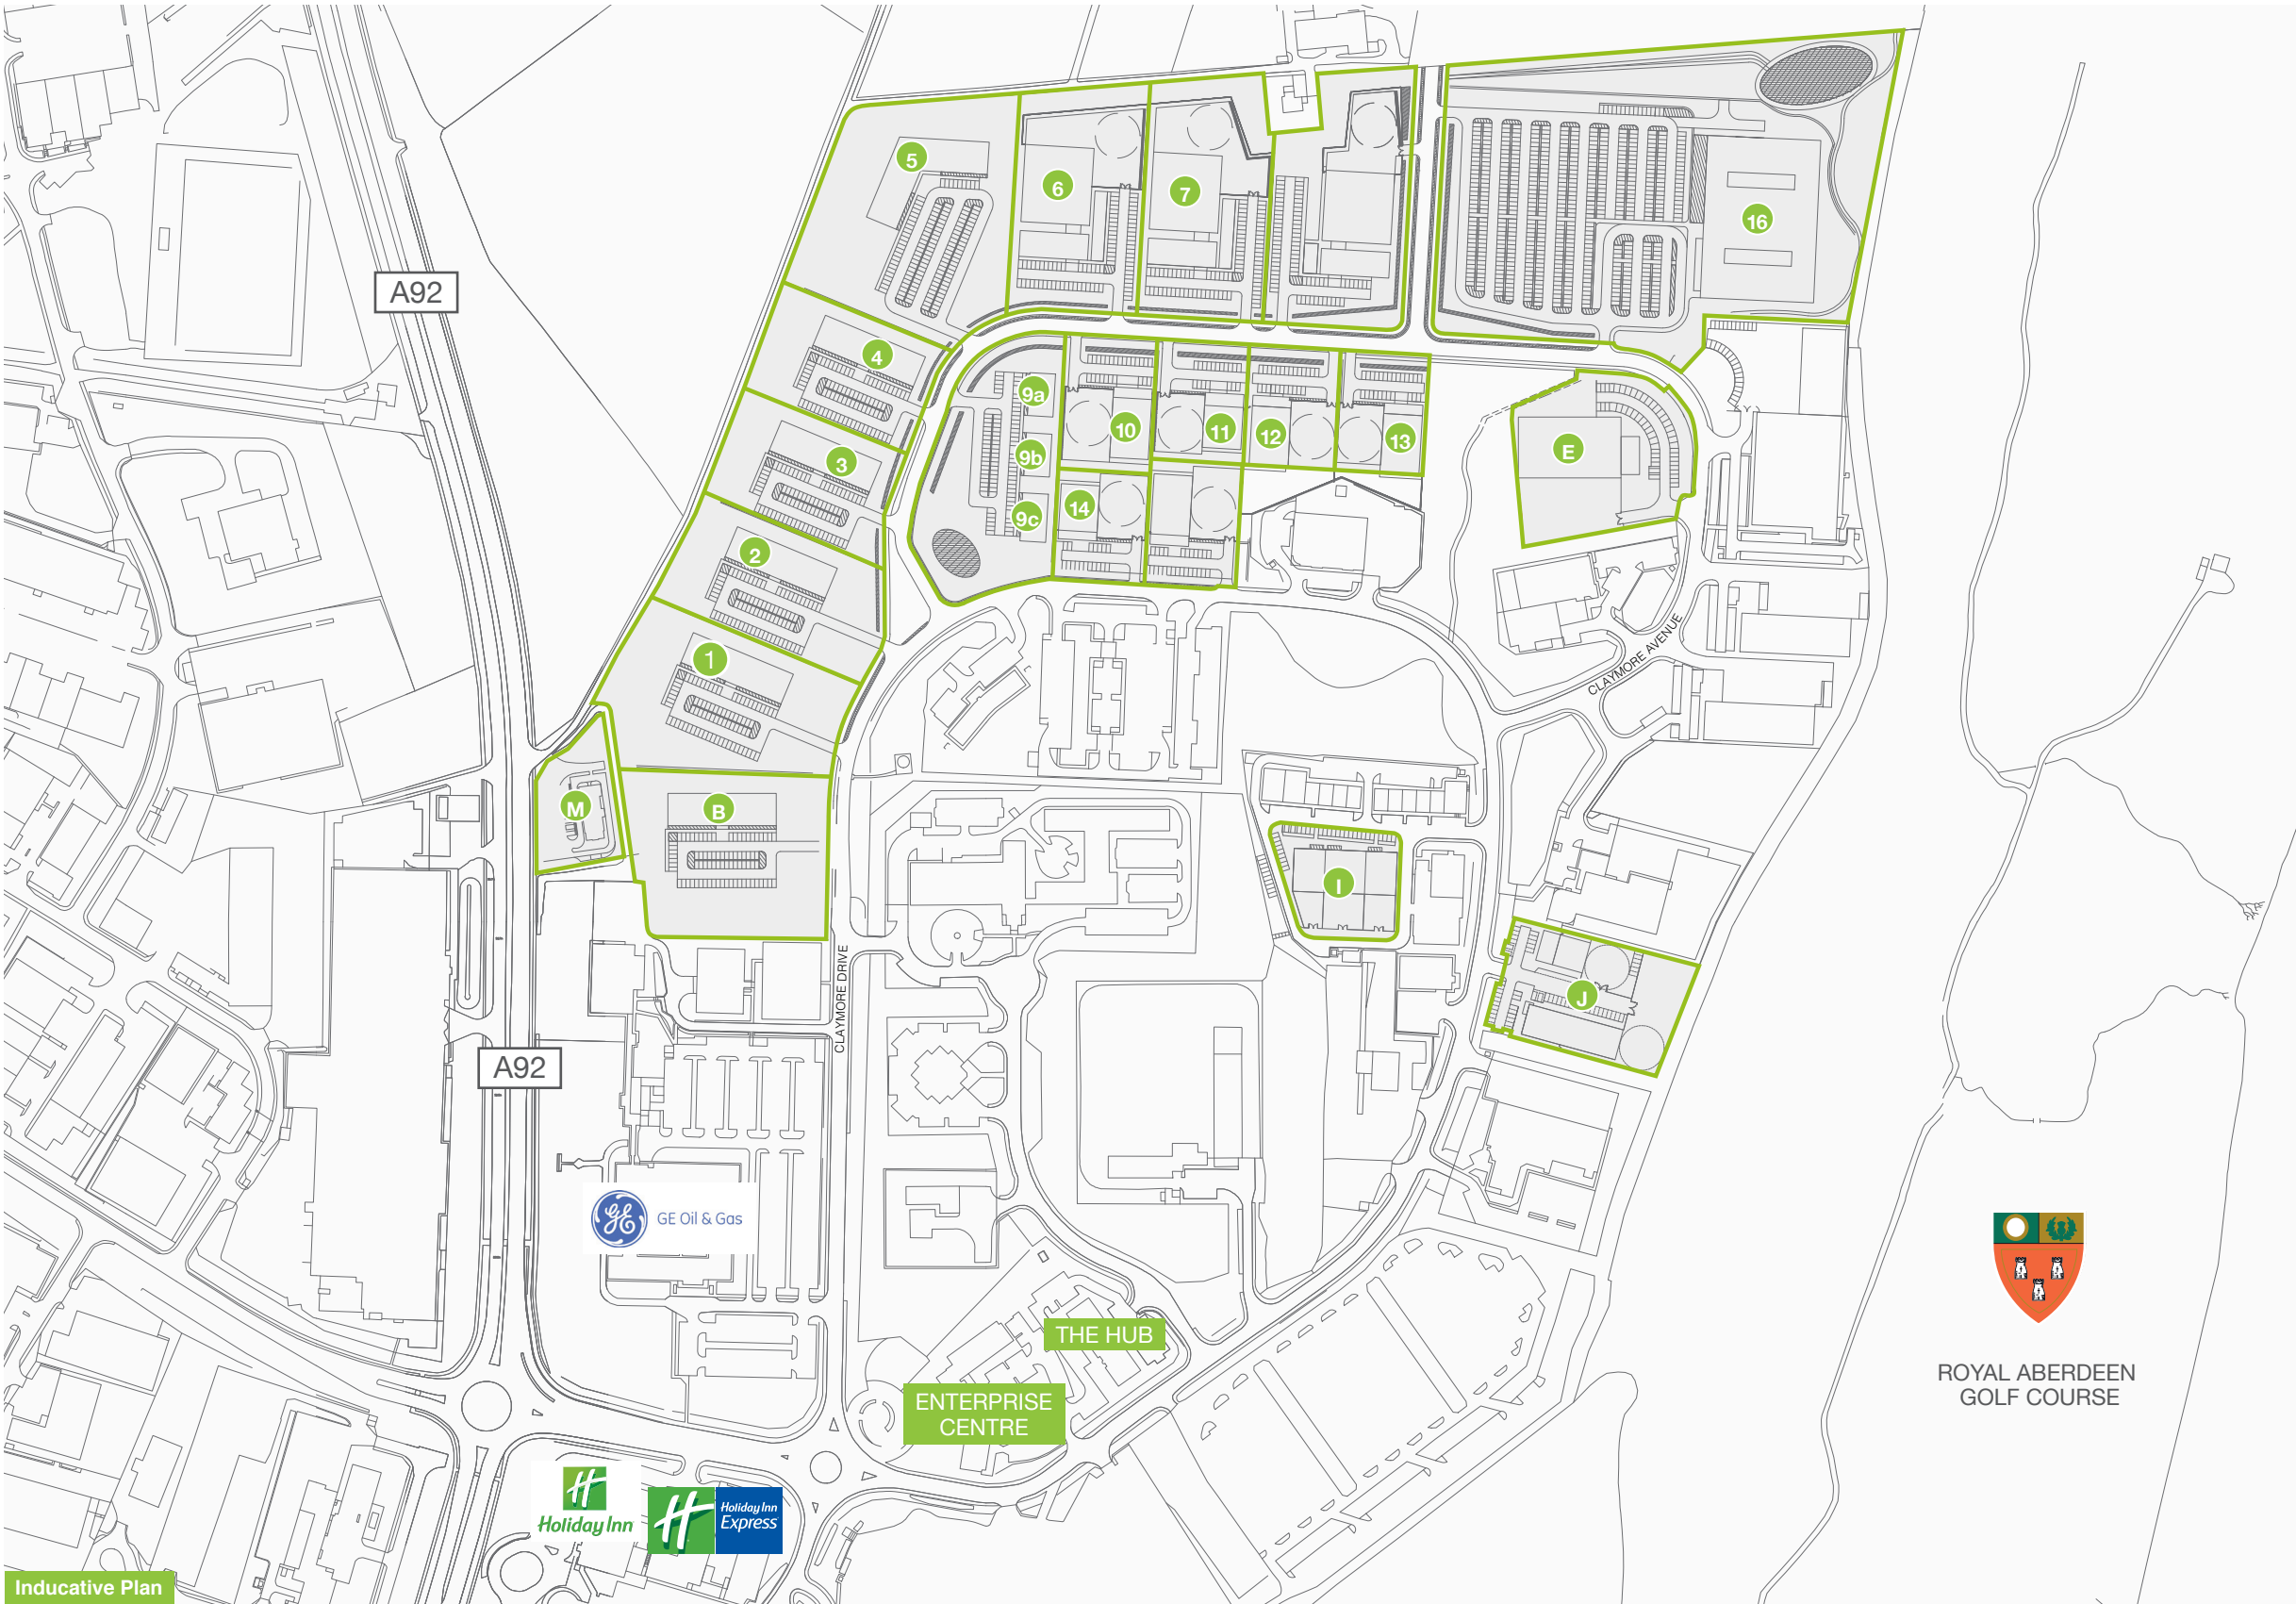 5
6
7
16
A92
4
9a
3
10
11
12
13
E
9b
14
9c
2
1
CLAYMORE AVENUE
M
B
I
CLAYMORE DRIVE
J
A92
GE Oil & Gas
THE HUB
ENTERPRISE
CENTRE
ROYAL ABERDEEN
GOLF COURSE
Holiday Inn
Holiday Inn
Express
Inducative Plan